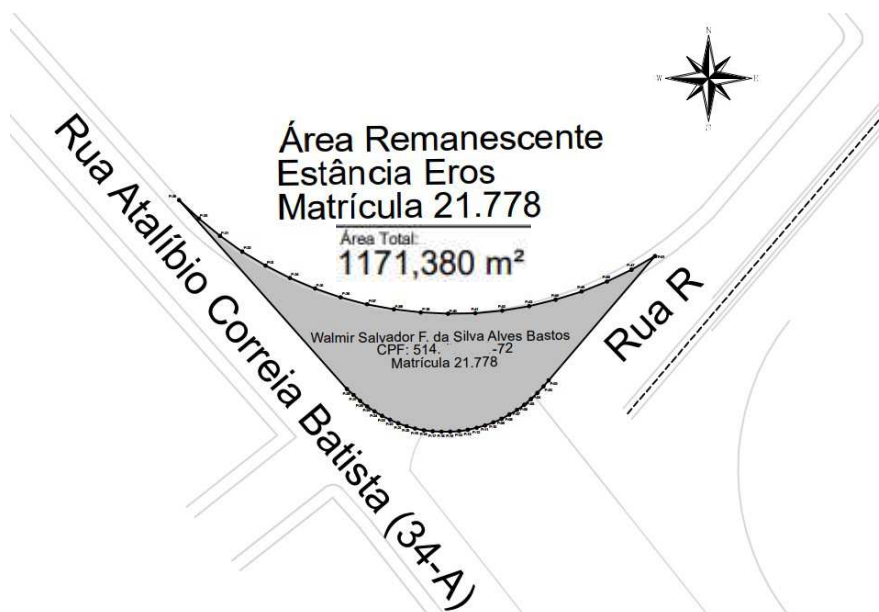 N
W
E
S
Área Remanescente
Estância Eros
Matrícula 21.778
Área Total:
1171,380 m²
Walmir Salvador F. da Silva Alves Bastos
CPF: 514. -72
Matrícula 21.778
Rua Atalíbio Correia Batista (34-A)
Rua R